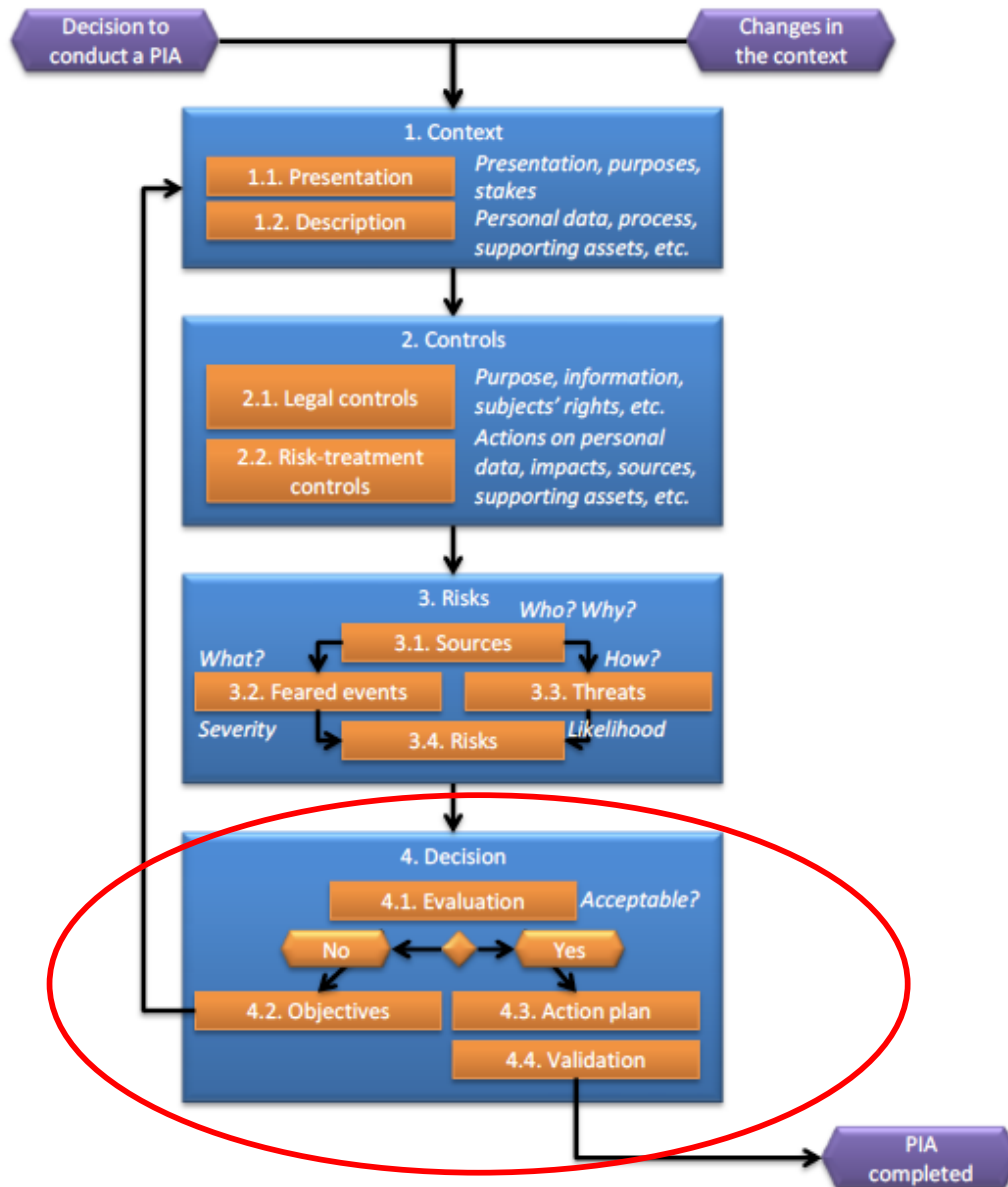 Decision to
conduct a PIA
Changes in
the context
1. Context
1.1. Presentation
Presentation, purposes,
stakes
1.2. Description
Personal data, process,
supporting assets, etc.
2. Controls
2.1. Legal controls
Purpose, information,
subjects' rights, etc.
2.2. Risk-treatment
controls
Actions on personal
data, impacts, sources,
supporting assets, etc.
3. Risks
Who? Why?
3.1. Sources
What?
How?
3.2. Feared events
3.3. Threats
Severity
Likelihood
3.4. Risks
4. Decision
4.1. Evaluation
Acceptable?
No
Yes
4.2. Objectives
4.3. Action plan
4.4. Validation
PIA
completed